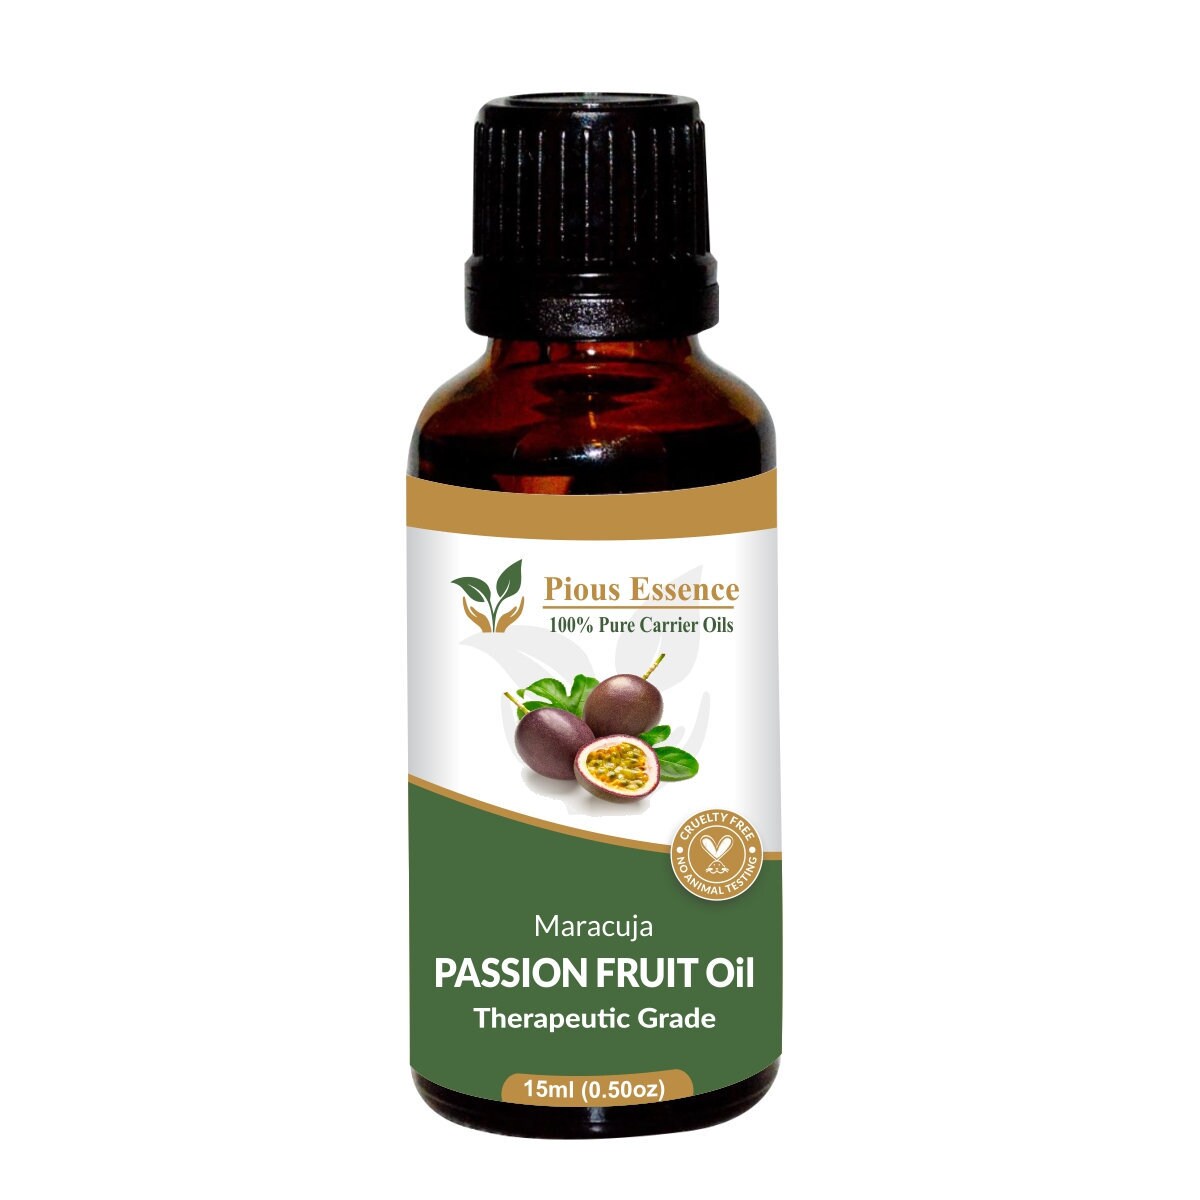 Pious Essence
100% Pure Carrier Oils
CRUELTY FREE
NO ANIMAL TESTING
Maracuja
PASSION FRUIT Oil
Therapeutic Grade
15ml (0.50oz)